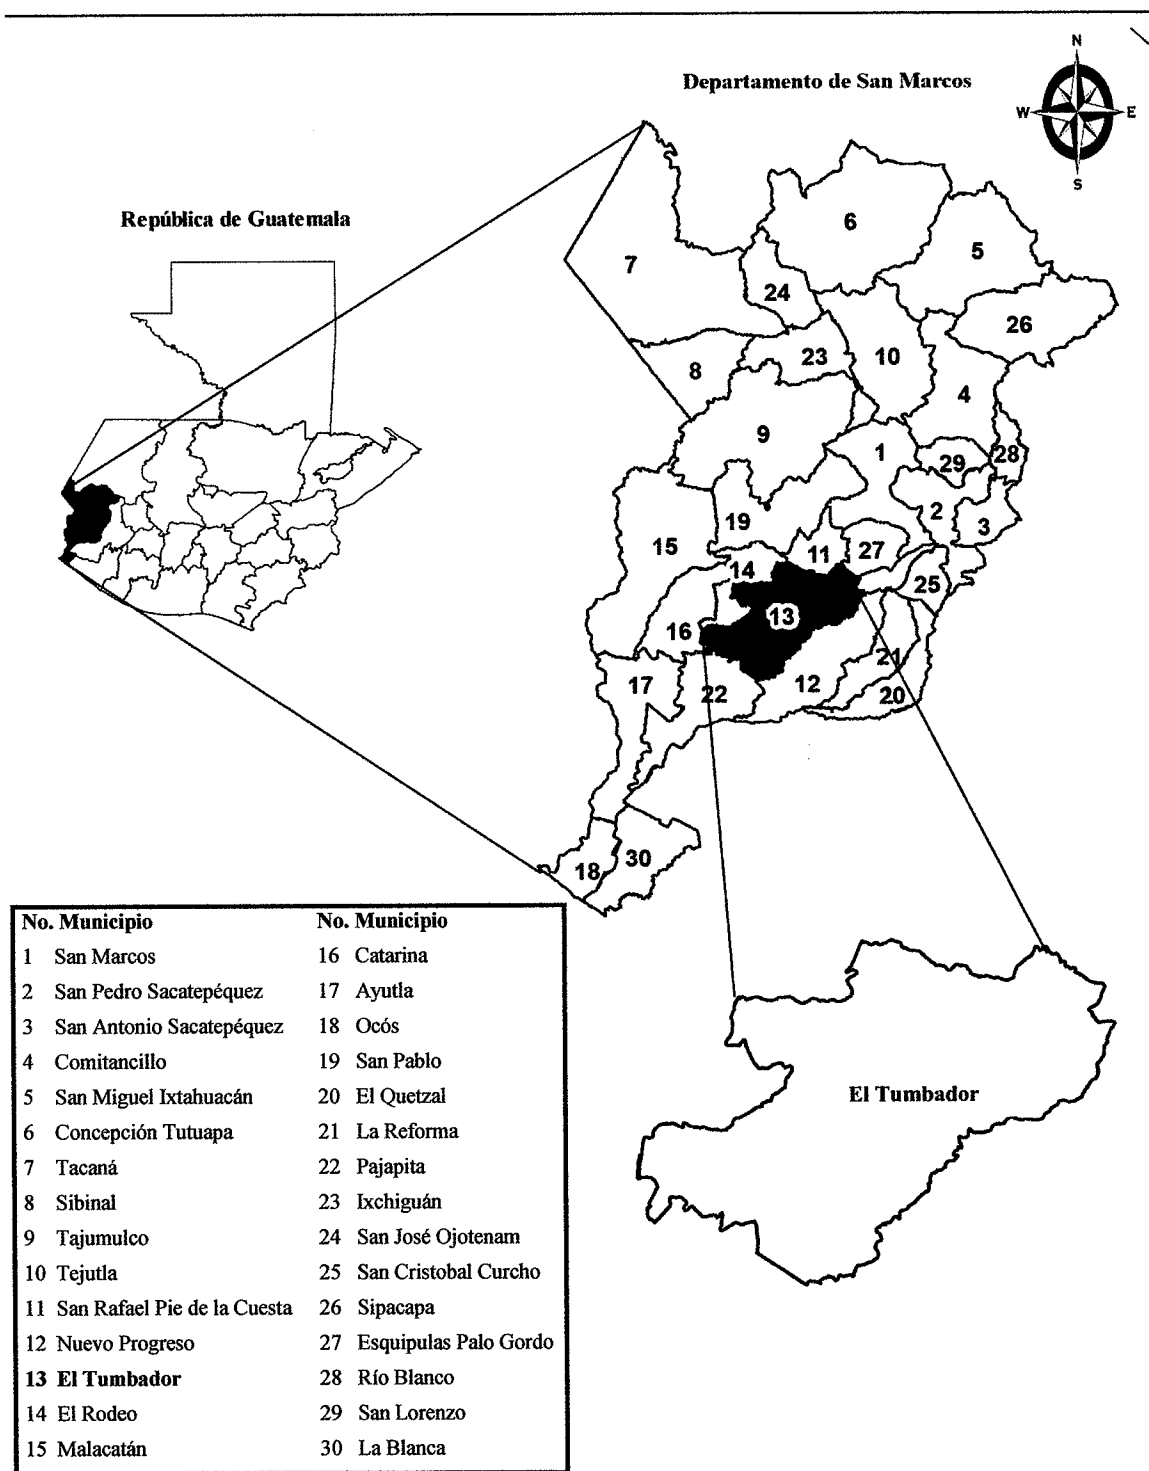 Departamento de San Marcos
N
W
E
S
República de Guatemala
6
5
7
24
26
23
10
8
4
9
1
28
29
2
3
19
15
11
27
14
25
13
16
21
12
17
22
20
30
18
No. Municipio No. Municipio
1 San Marcos 16 Catarina
2 San Pedro Sacatepéquez 17 Ayutla
3 San Antonio Sacatepéquez 18 Ocós
4 Comitancillo 19 San Pablo
5 San Miguel Ixtahuacán 20 El Quetzal
6 Concepción Tutuapa 21 La Reforma
7 Tacaná 22 Pajapita
8 Sibinal 23 Ixchiguán
9 Tajumulco 24 San José Ojotenam
10 Tejutla 25 San Cristobal Curcho
11 San Rafael Pie de la Cuesta 26 Sipacapa
12 Nuevo Progreso 27 Esquipulas Palo Gordo
13 El Tumbador 28 Río Blanco
14 El Rodeo 29 San Lorenzo
15 Malacatán 30 La Blanca
El Tumbador